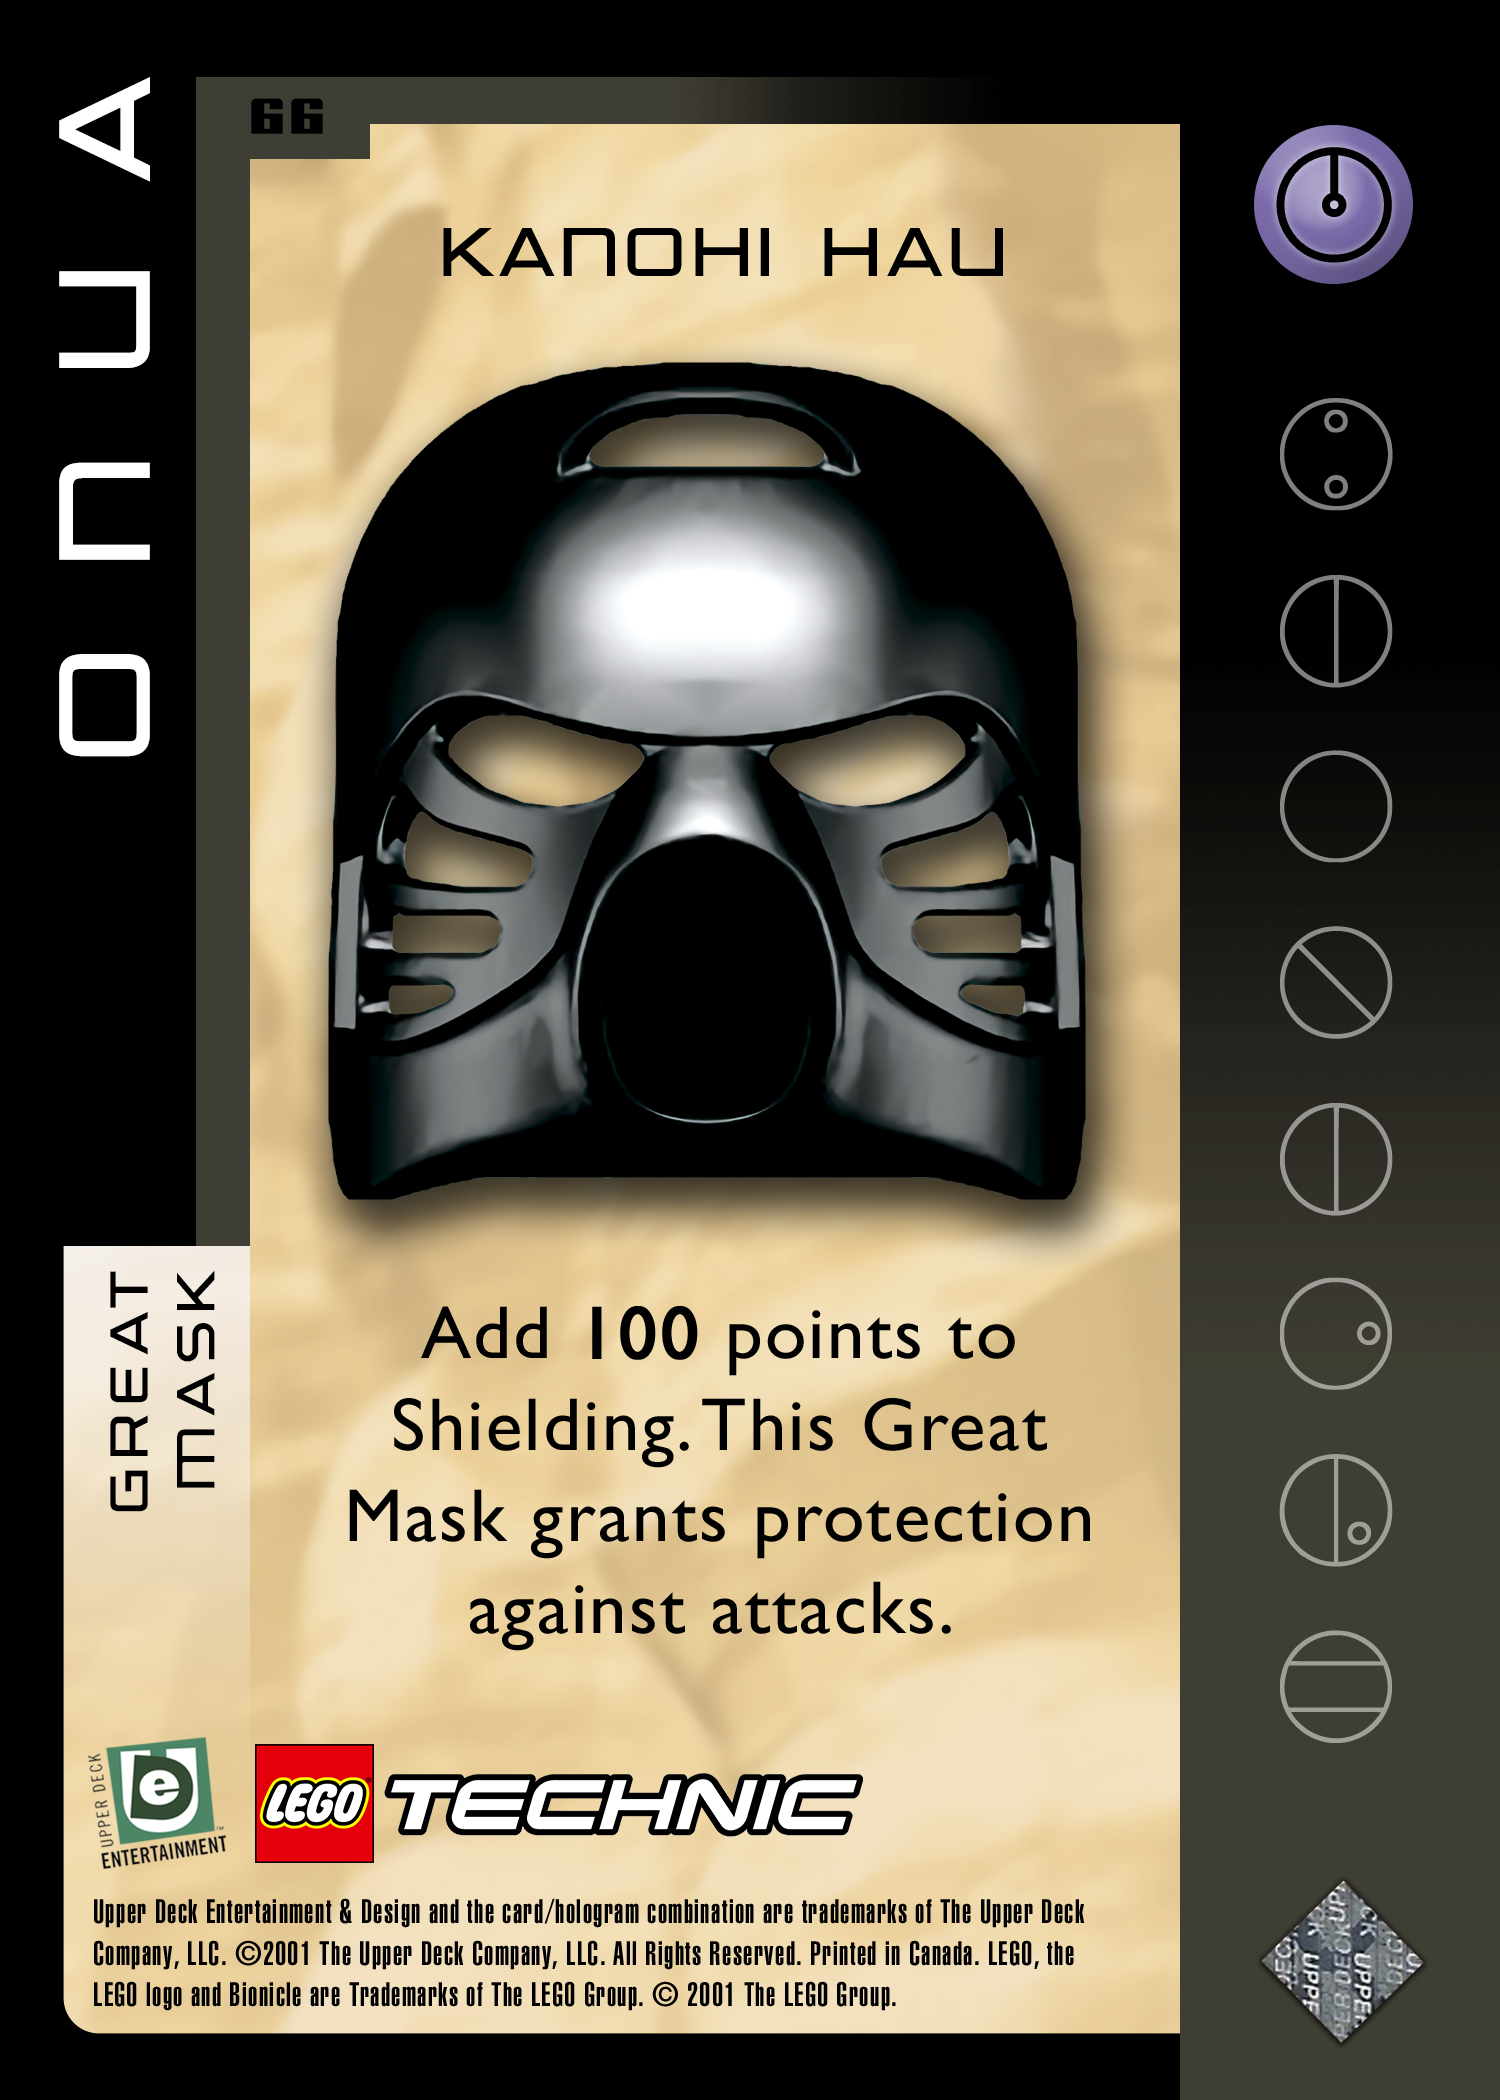 ONUA
66
KANOHI HAU
GREAT
MASK
Add 100 points to
Shielding. This Great
Mask grants protection
against attacks.
UPPER DECK
e
ENTERTAINMENT™
LEGO TECHNIC
Upper Deck Entertainment & Design and the card/hologram combination are trademarks of The Upper Deck
Company, LLC. ©2001 The Upper Deck Company, LLC. All Rights Reserved. Printed in Canada. LEGO, the
LEGO logo and Bionicle are Trademarks of The LEGO Group. © 2001 The LEGO Group.